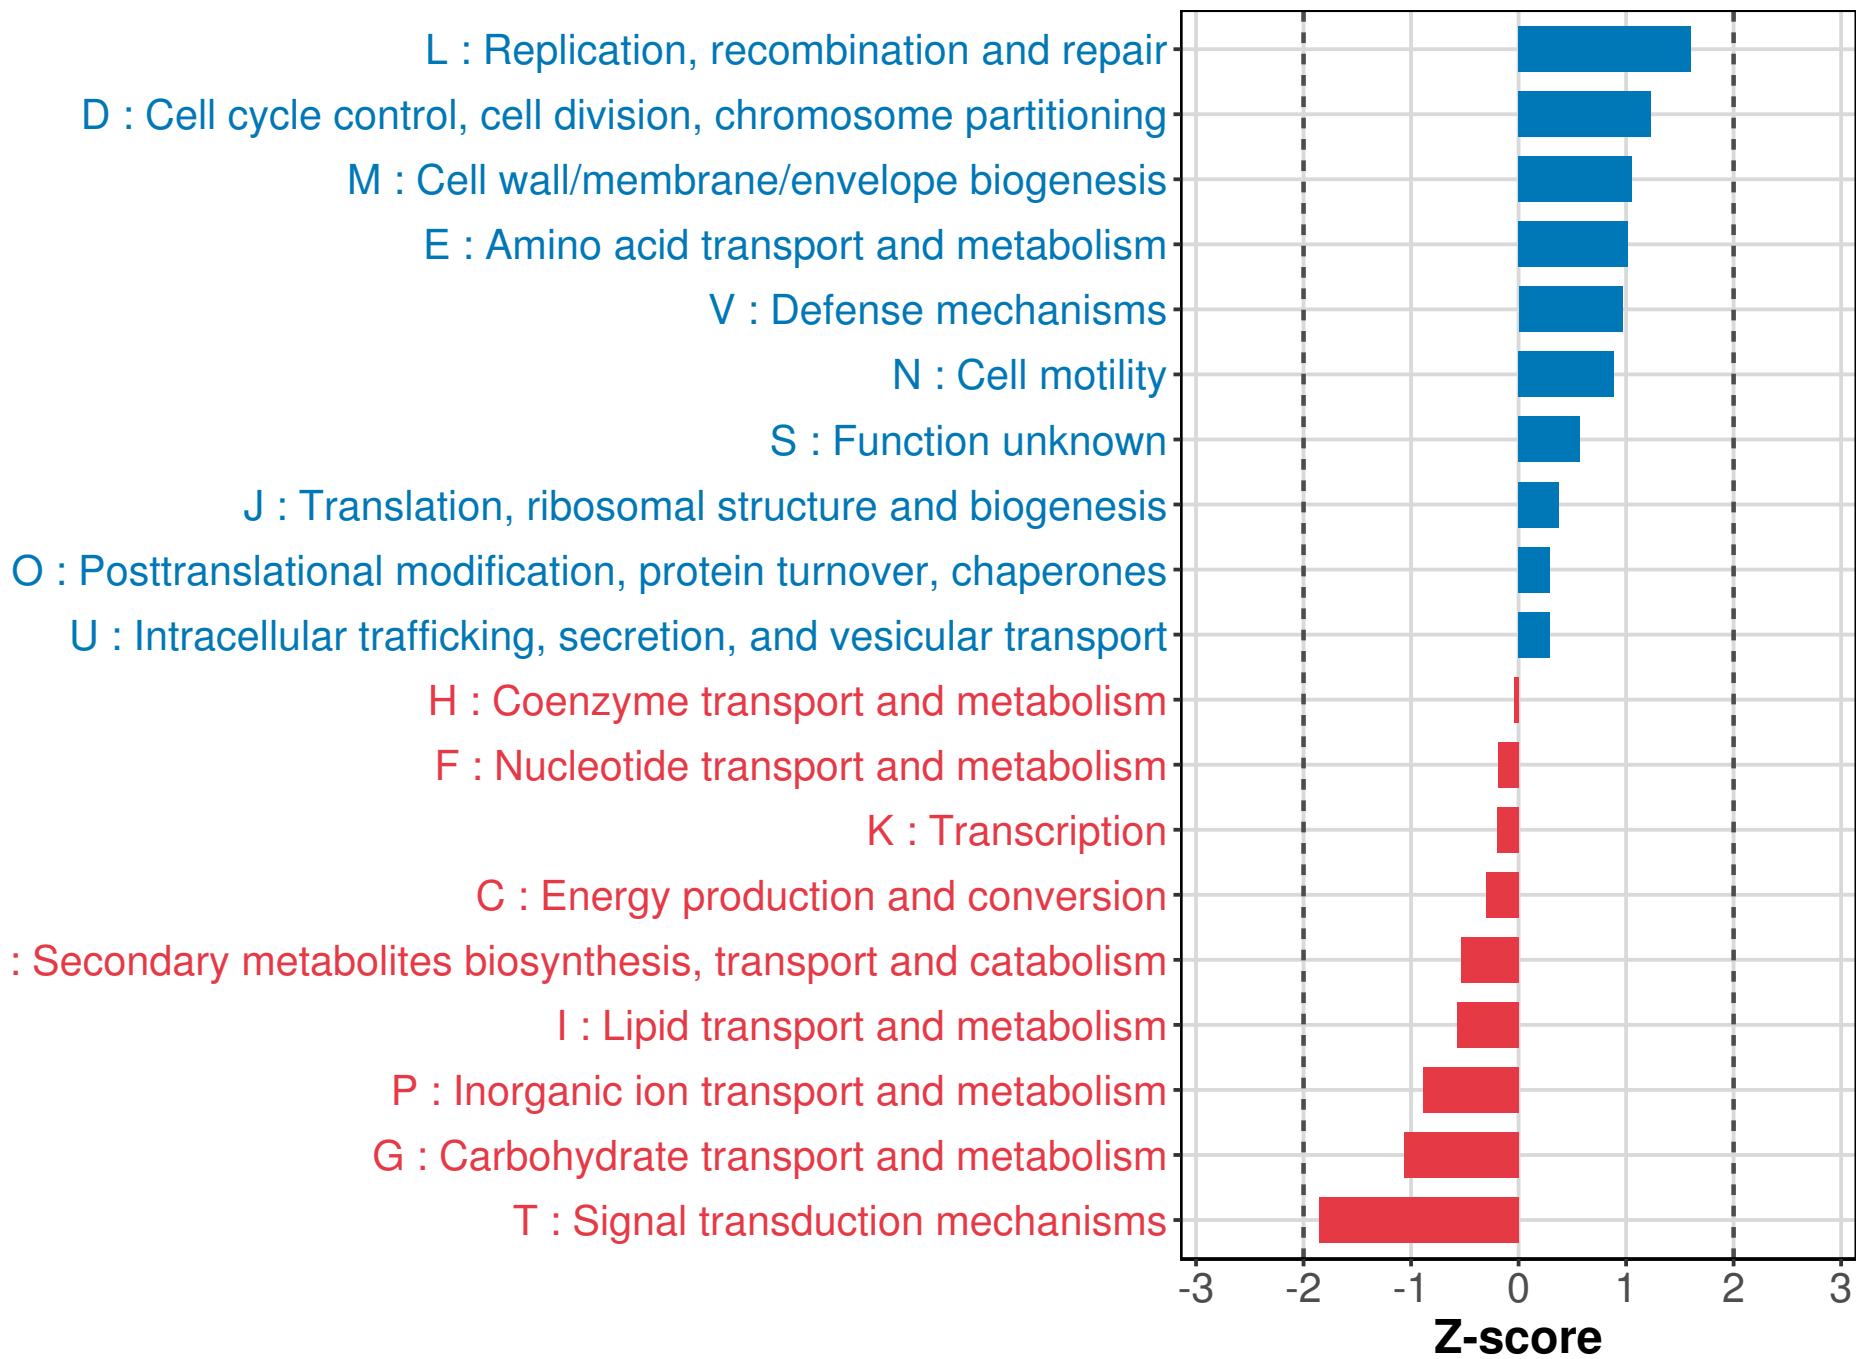 L : Replication, recombination and repair
D : Cell cycle control, cell division, chromosome partitioning
M : Cell wall/membrane/envelope biogenesis
E : Amino acid transport and metabolism
V : Defense mechanisms
N : Cell motility
S : Function unknown
J : Translation, ribosomal structure and biogenesis
O : Posttranslational modification, protein turnover, chaperones
U : Intracellular trafficking, secretion, and vesicular transport
H : Coenzyme transport and metabolism
F : Nucleotide transport and metabolism
K : Transcription
C : Energy production and conversion
: Secondary metabolites biosynthesis, transport and catabolism
I : Lipid transport and metabolism
P : Inorganic ion transport and metabolism
G : Carbohydrate transport and metabolism
T : Signal transduction mechanisms
-3 -2 -1 0 1 2 3
Z-score